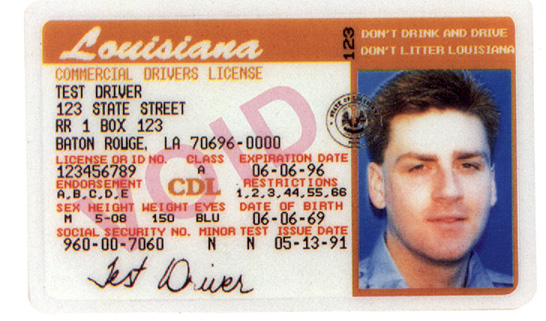 Louisiana
COMMERCIAL DRIVERS LICENSE
TEST DRIVER
123 STATE STREET
RR 1 BOX 123
BATON ROUGE, LA 70696-0000
LICENSE OR ID NO. CLASS EXPIRATION DATE
123456789 A 06-06-96
ENDORSEMENT CDL RESTRICTIONS
A,B,C,D,E 1,2,3,44,55,66
SEX HEIGHT WEIGHT EYES DATE OF BIRTH
M 5-08 150 BLU 06-06-69
SOCIAL SECURITY NO. MINOR TEST ISSUE DATE
960-00-7060 N N 05-13-91
Test Driver
VOID
123
DON'T DRINK AND DRIVE
DON'T LITTER LOUISIANA